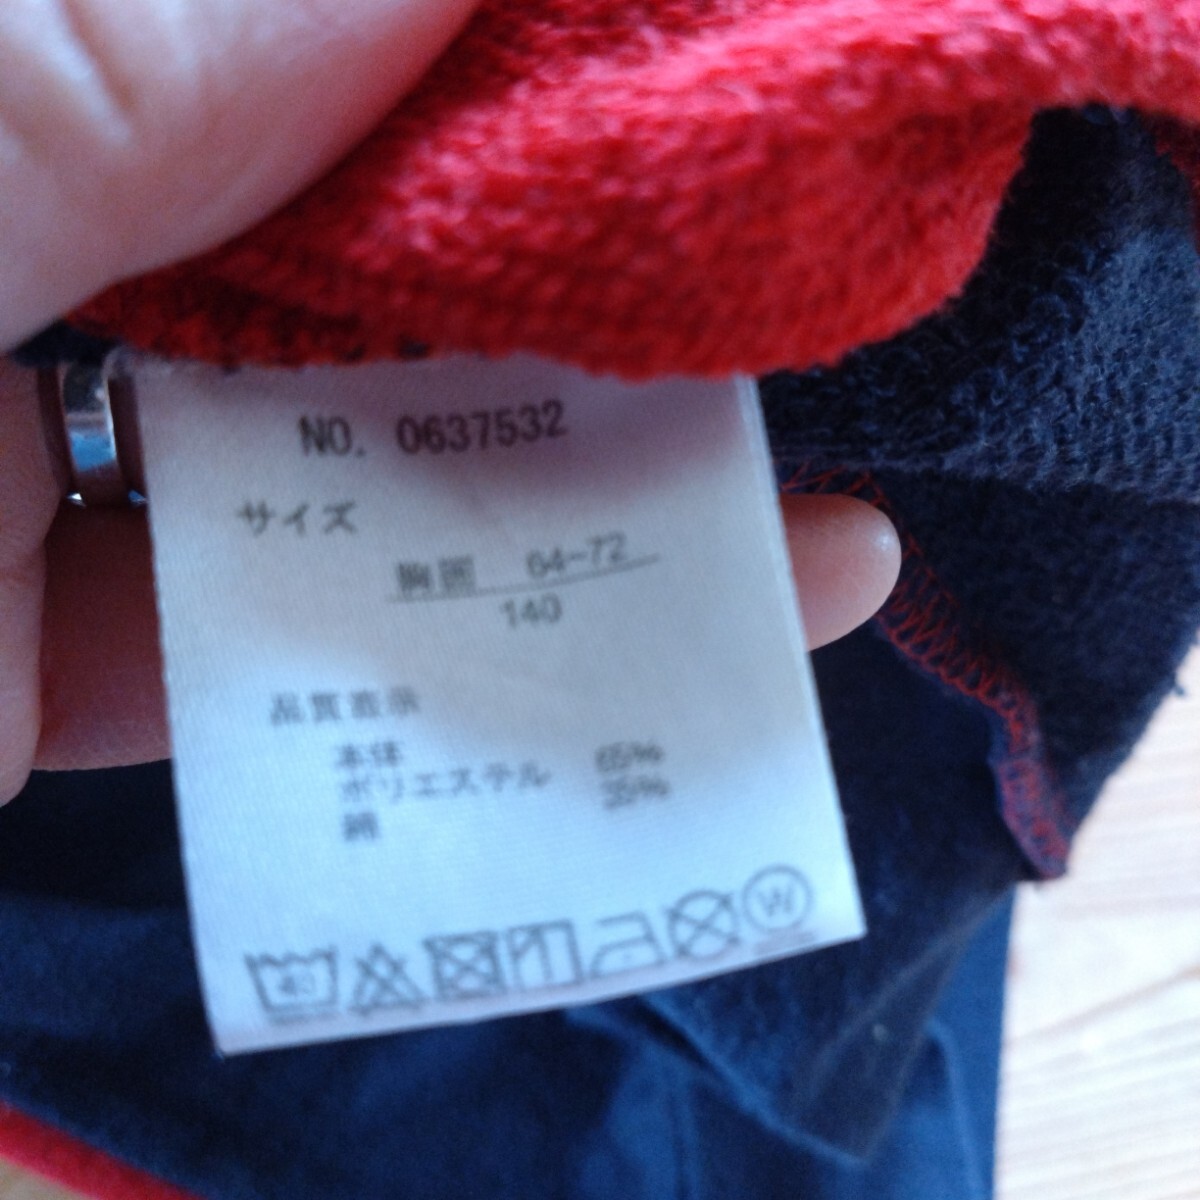 NO. 0637532
サイズ
胸囲 64-72
140
品質表示
本体
ポリエステル 65%
綿 35%
40
W